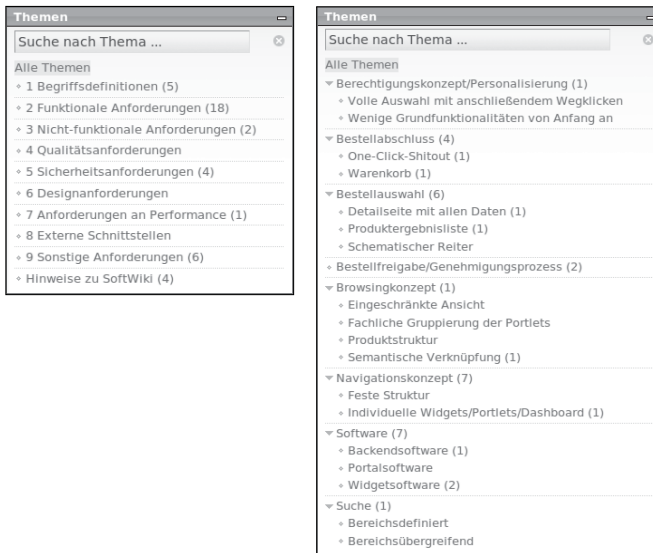 Themen
Suche nach Thema ...
Alle Themen
1 Begriffsdefinitionen (5)
2 Funktionale Anforderungen (18)
3 Nicht-funktionale Anforderungen (2)
4 Qualitätsanforderungen
5 Sicherheitsanforderungen (4)
6 Designanforderungen
7 Anforderungen an Performance (1)
8 Externe Schnittstellen
9 Sonstige Anforderungen (6)
Hinweise zu SoftWiki (4)
Themen
Suche nach Thema ...
Alle Themen
Berechtigungskonzept/Personalisierung (1)
Volle Auswahl mit anschließendem Wegklicken
Wenige Grundfunktionalitäten von Anfang an
Bestellabschluss (4)
One-Click-Shitout (1)
Warenkorb (1)
Bestellauswahl (6)
Detailseite mit allen Daten (1)
Produktergebnisliste (1)
Schematischer Reiter
Bestellfreigabe/Genehmigungsprozess (2)
Browsingkonzept (1)
Eingeschränkte Ansicht
Fachliche Gruppierung der Portlets
Produktstruktur
Semantische Verknüpfung (1)
Navigationskonzept (7)
Feste Struktur
Individuelle Widgets/Portlets/Dashboard (1)
Software (7)
Backendsoftware (1)
Portalsoftware
Widgetsoftware (2)
Suche (1)
Bereichsdefiniert
Bereichsübergreifend